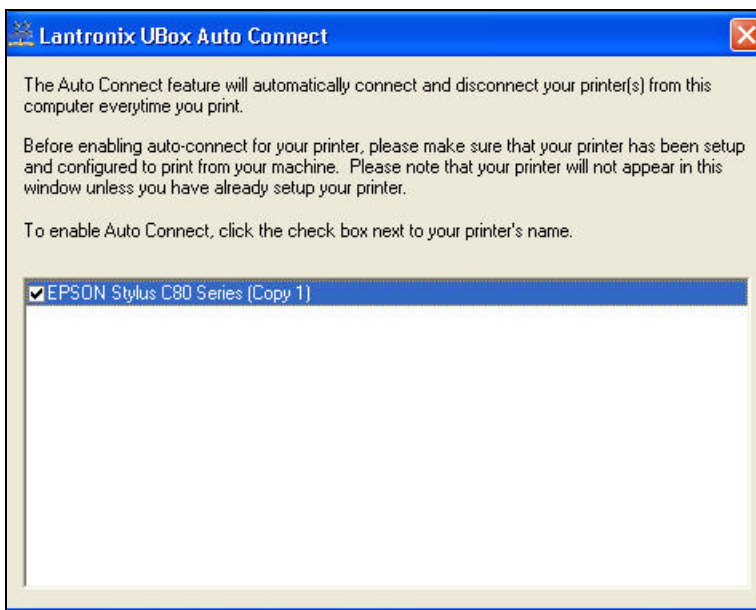 Lantronix UBox Auto Connect
The Auto Connect feature will automatically connect and disconnect your printer(s) from this
computer everytime you print.
Before enabling auto-connect for your printer, please make sure that your printer has been setup
and configured to print from your machine. Please note that your printer will not appear in this
window unless you have already setup your printer.
To enable Auto Connect, click the check box next to your printer's name.
EPSON Stylus C80 Series (Copy 1)